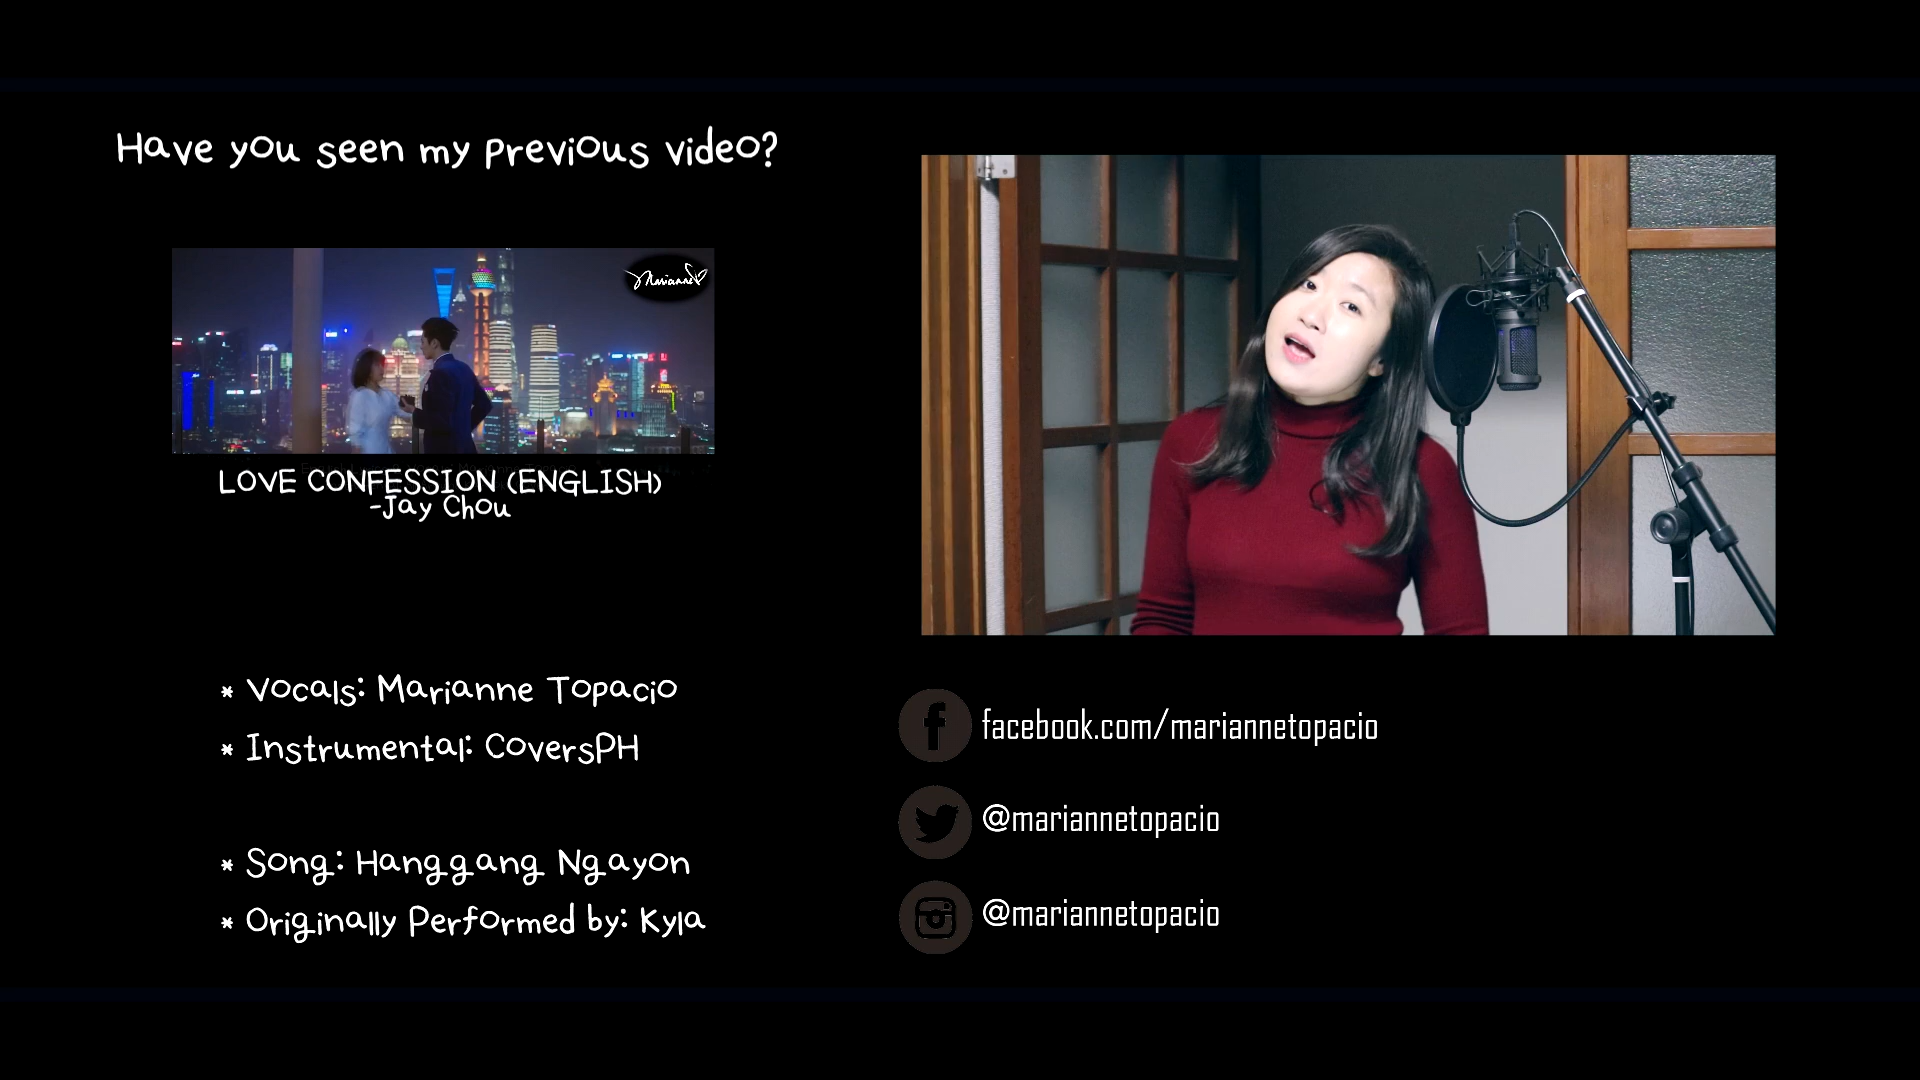 Have you seen my previous video?
Marianne
LOVE CONFESSION (ENGLISH)
-Jay Chou
* Vocals: Marianne Topacio
* Instrumental: CoversPH
* Song: Hanggang Ngayon
* Originally Performed by: Kyla
facebook.com/mariannetopacio
@mariannetopacio
@mariannetopacio